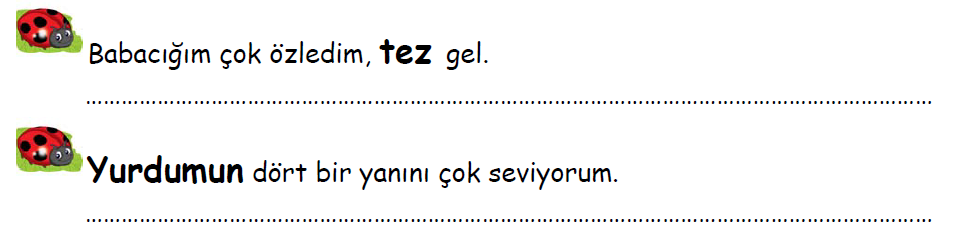 Babacığım çok özledim, tez gel.
……………………………………………………………………………………………………………………………
Yurdumun dört bir yanını çok seviyorum.
……………………………………………………………………………………………………………………………